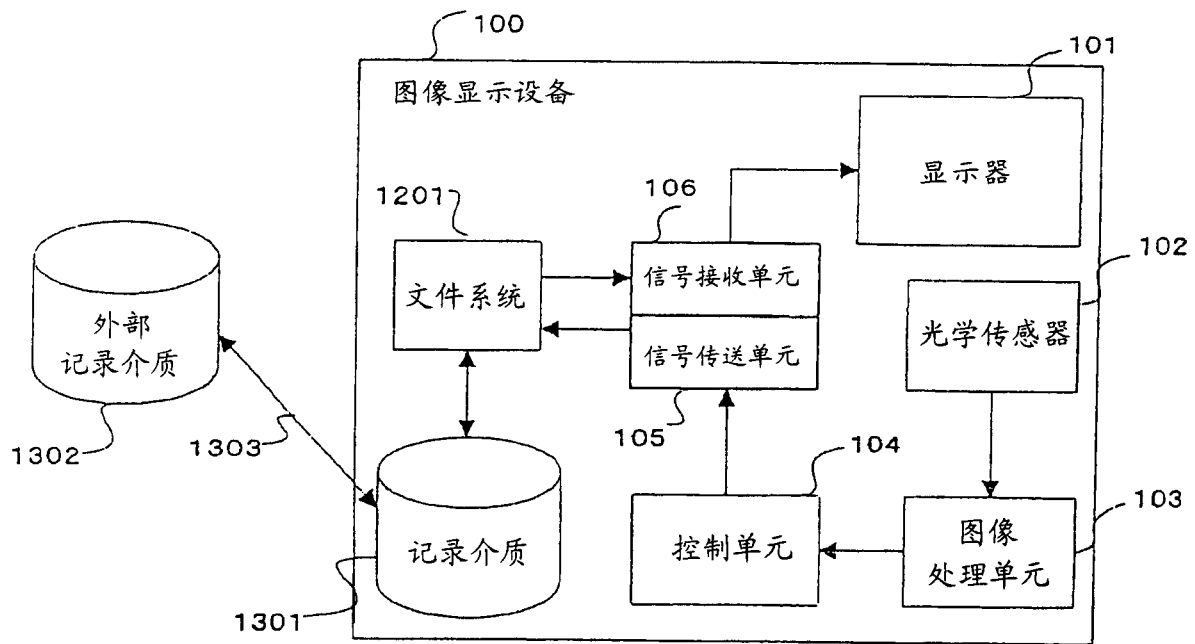 100
101
图像显示设备
显示器
1201
106
102
文件系统
信号接收单元
信号传送单元
光学传感器
外部
记录介质
1302
1303
105
104
103
记录介质
控制单元
图像
处理单元
1301